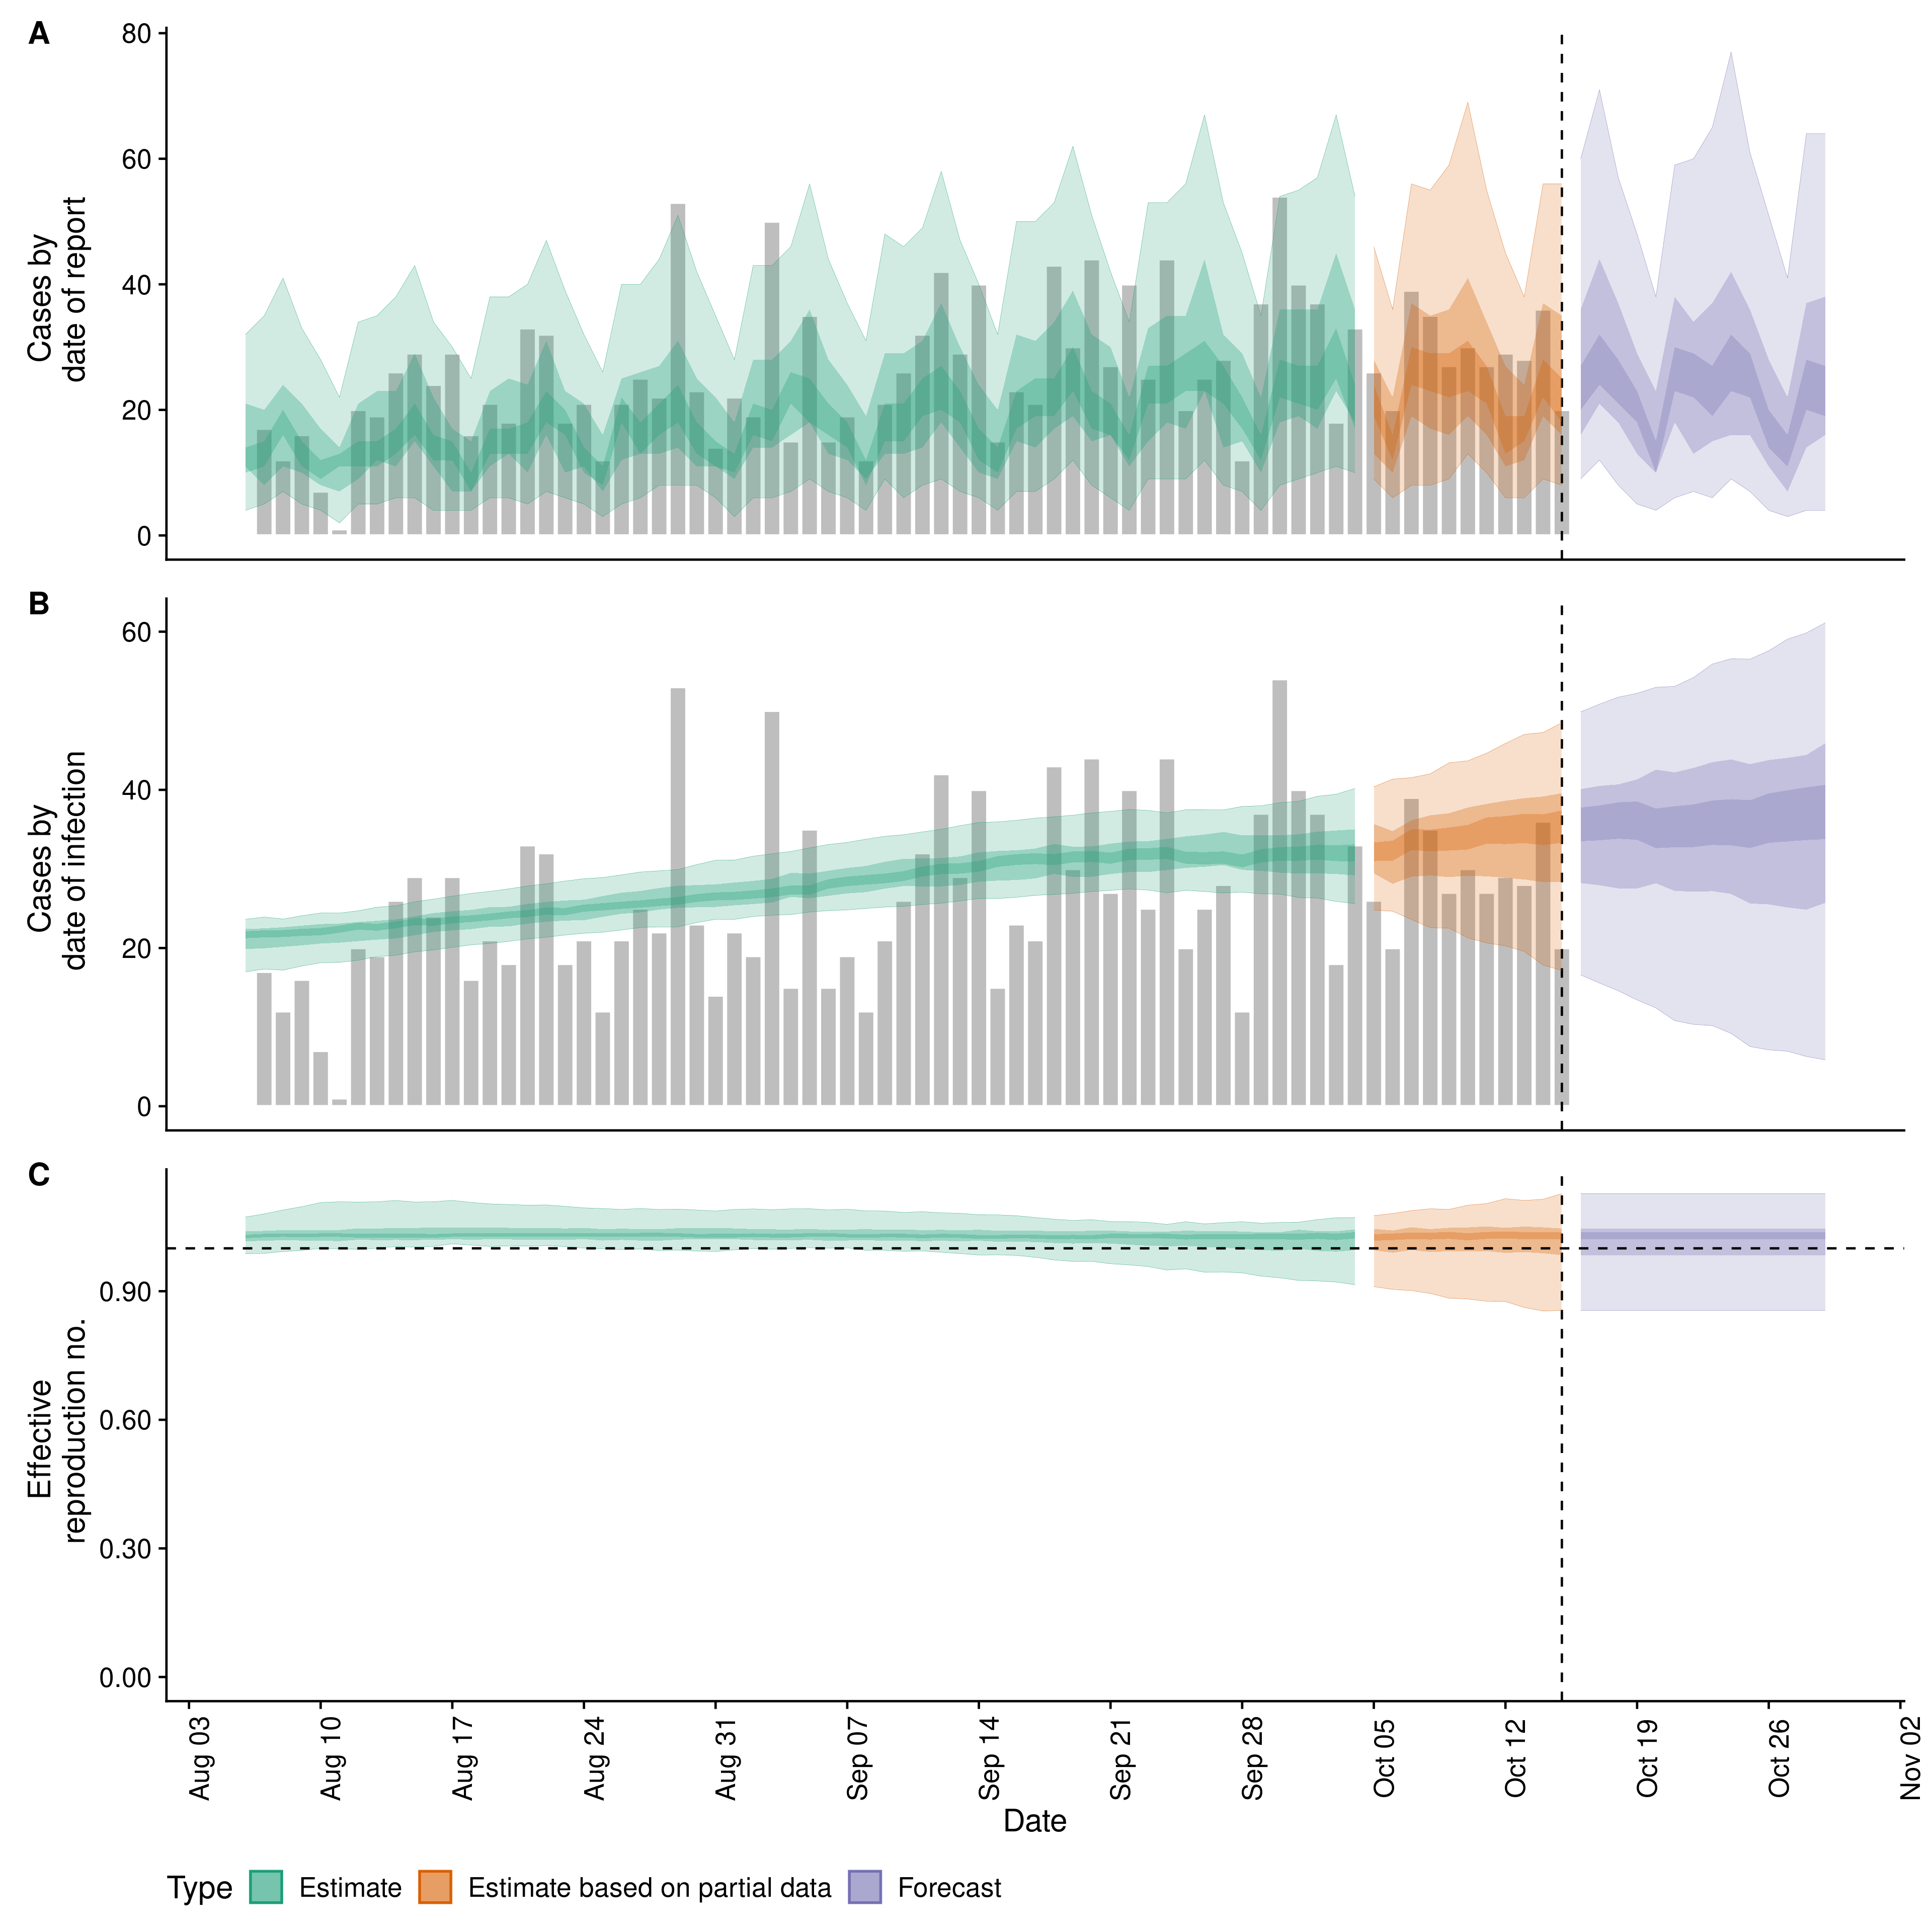 A
80
60
40
20
0
Cases by
date of report
B
60
40
20
0
Cases by
date of infection
C
0.90
0.60
0.30
0.00
Effective
reproduction no.
Aug 03
Aug 10
Aug 17
Aug 24
Aug 31
Sep 07
Sep 14
Sep 21
Sep 28
Oct 05
Oct 12
Oct 19
Oct 26
Nov 02
Date
Type Estimate Estimate based on partial data Forecast